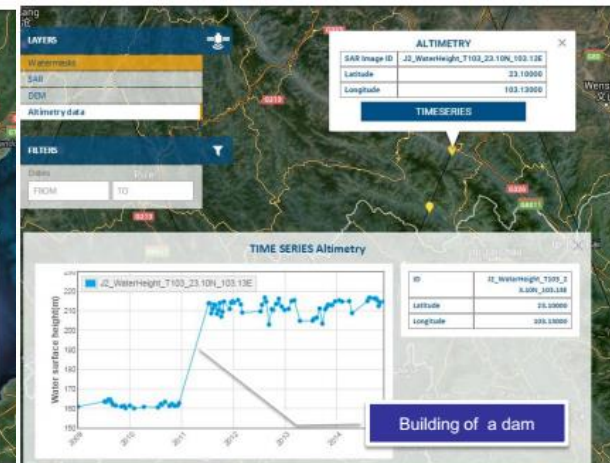 LAYERS
Watermasks
SAR
DEM
Altimetry data
FILTERS
Dates
FROM
TO
ALTIMETRY
SAR Image ID J2_WaterHeight_T103_23.10N_103.13E
Latitude 23.10000
Longitude 103.13000
TIMESERIES
G219
G219
TIME SERIES Altimetry
J2_WaterHeight_T103_23.10N_103.13E
Water surface height(m)
220
210
200
190
180
170
160
150
2009
2010
2011
2012
2013
2014
ID J2_WaterHeight_T103_2
3.10N_103.13E
Latitude 23.10000
Longitude 103.13000
Building of a dam